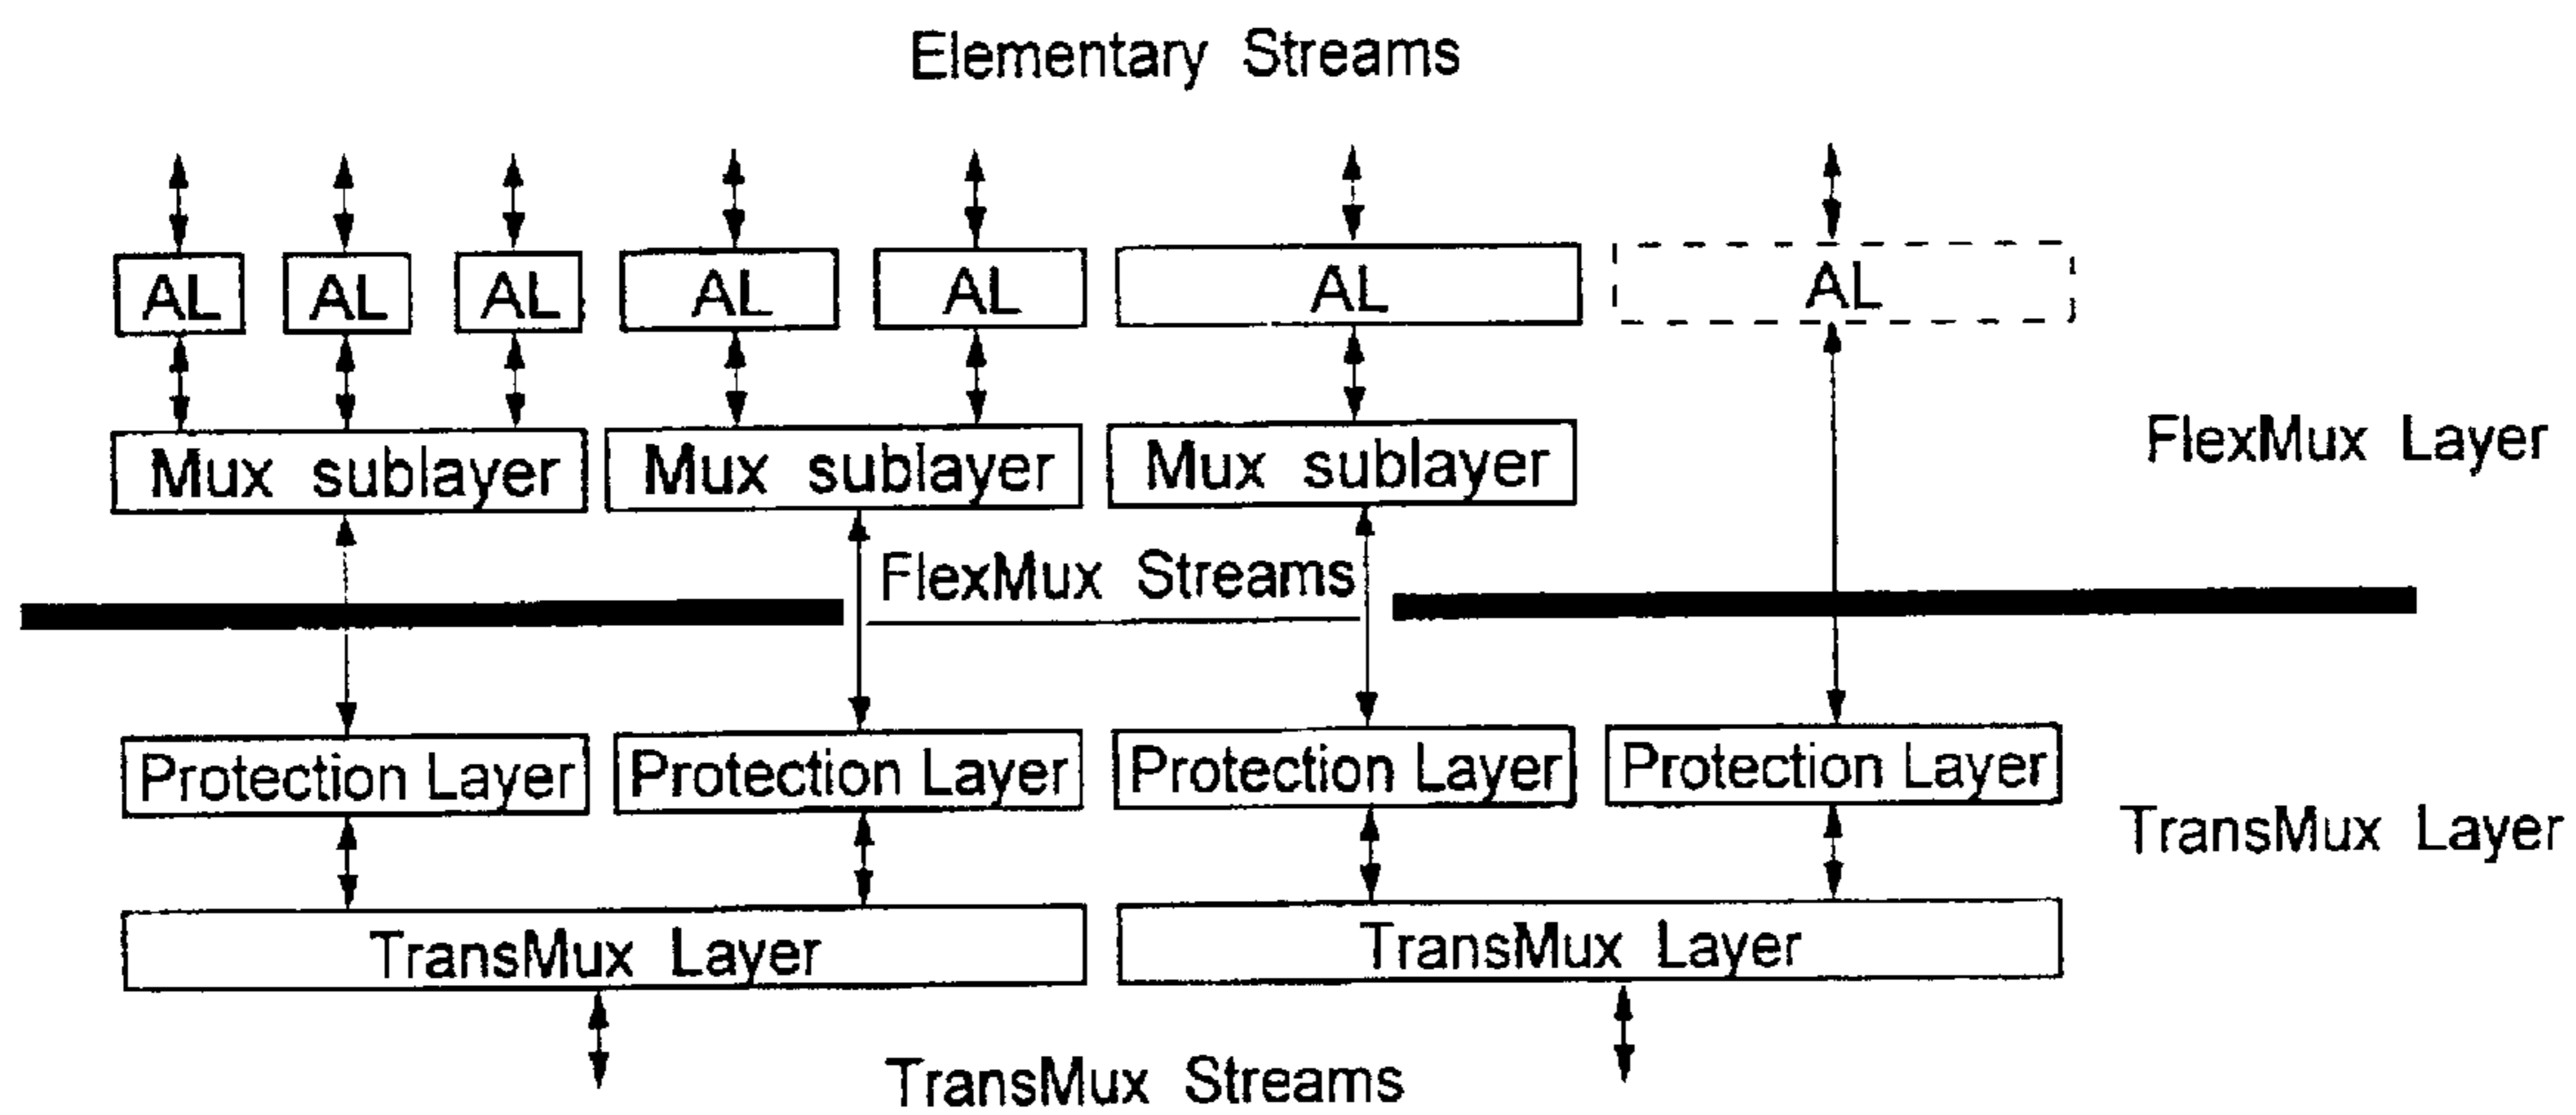 Elementary Streams
AL AL AL AL AL AL AL
Mux sublayer Mux sublayer Mux sublayer
FlexMux Layer
FlexMux Streams
Protection Layer Protection Layer Protection Layer Protection Layer
TransMux Layer
TransMux Layer TransMux Layer
TransMux Streams